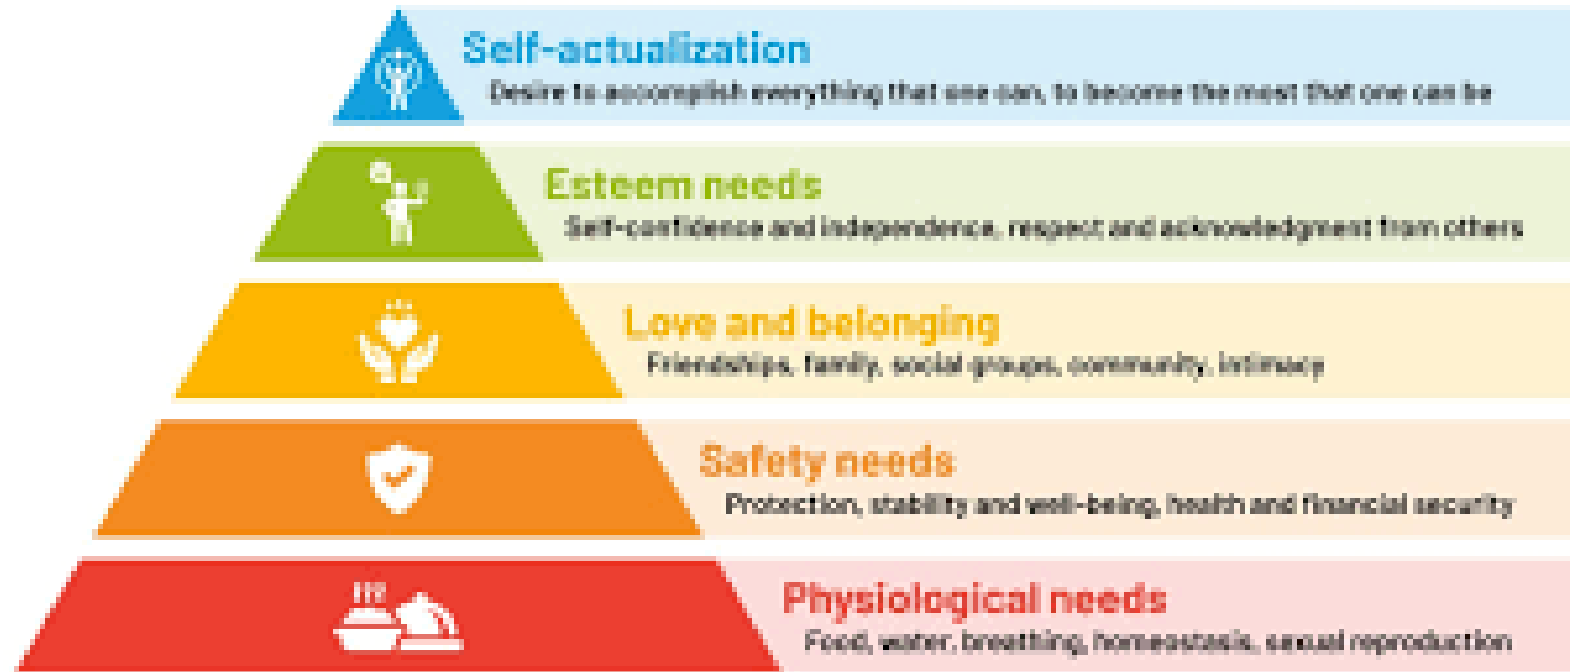 Self-actualization
Desire to accomplish everything that one can, to become the most that one can be
Esteem needs
Self-confidence and independence, respect and acknowledgment from others
Love and belonging
Friendships, family, social groups, community, intimacy
Safety needs
Protection, stability and well-being, health and financial security
Physiological needs
Food, water, breathing, homeostasis, sexual reproduction